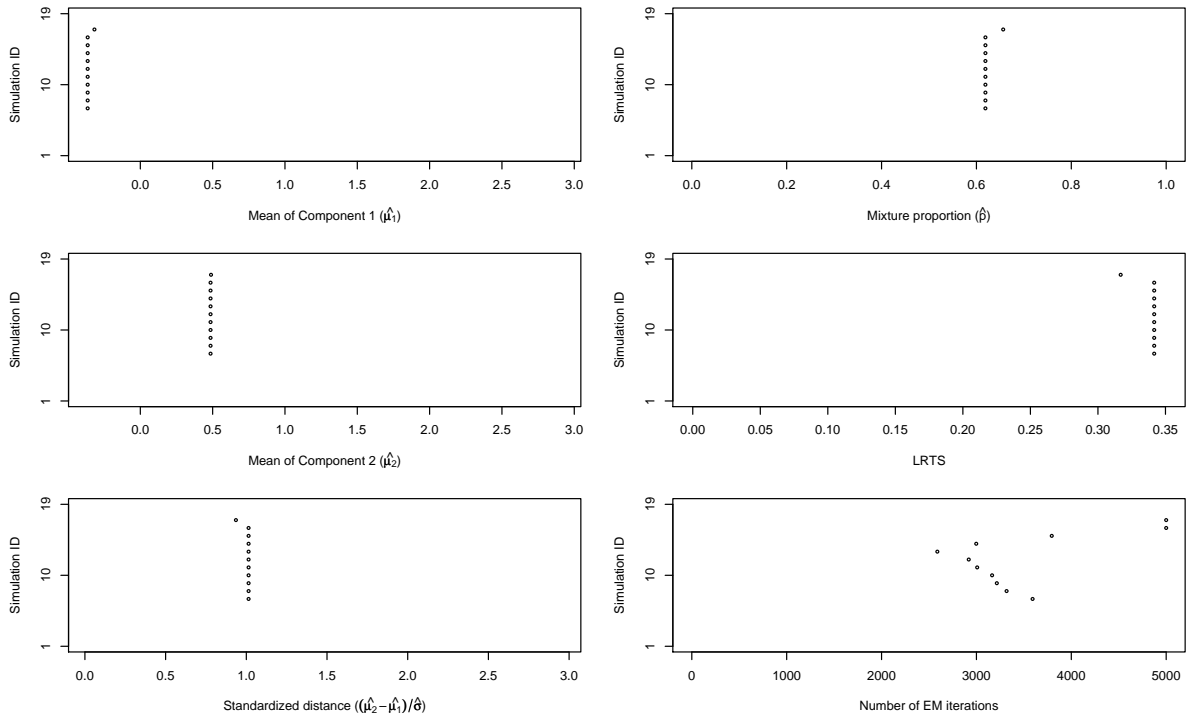 Simulation ID
19
10
1
0.0 0.5 1.0 1.5 2.0 2.5 3.0
Mean of Component 1 (μ̂₁)
Simulation ID
19
10
1
0.0 0.2 0.4 0.6 0.8 1.0
Mixture proportion (p̂)
Simulation ID
19
10
1
0.0 0.5 1.0 1.5 2.0 2.5 3.0
Mean of Component 2 (μ̂₂)
Simulation ID
19
10
1
0.00 0.05 0.10 0.15 0.20 0.25 0.30 0.35
LRTS
Simulation ID
19
10
1
0.0 0.5 1.0 1.5 2.0 2.5 3.0
Standardized distance ((μ̂₂−μ̂₁)/σ̂)
Simulation ID
19
10
1
0 1000 2000 3000 4000 5000
Number of EM iterations